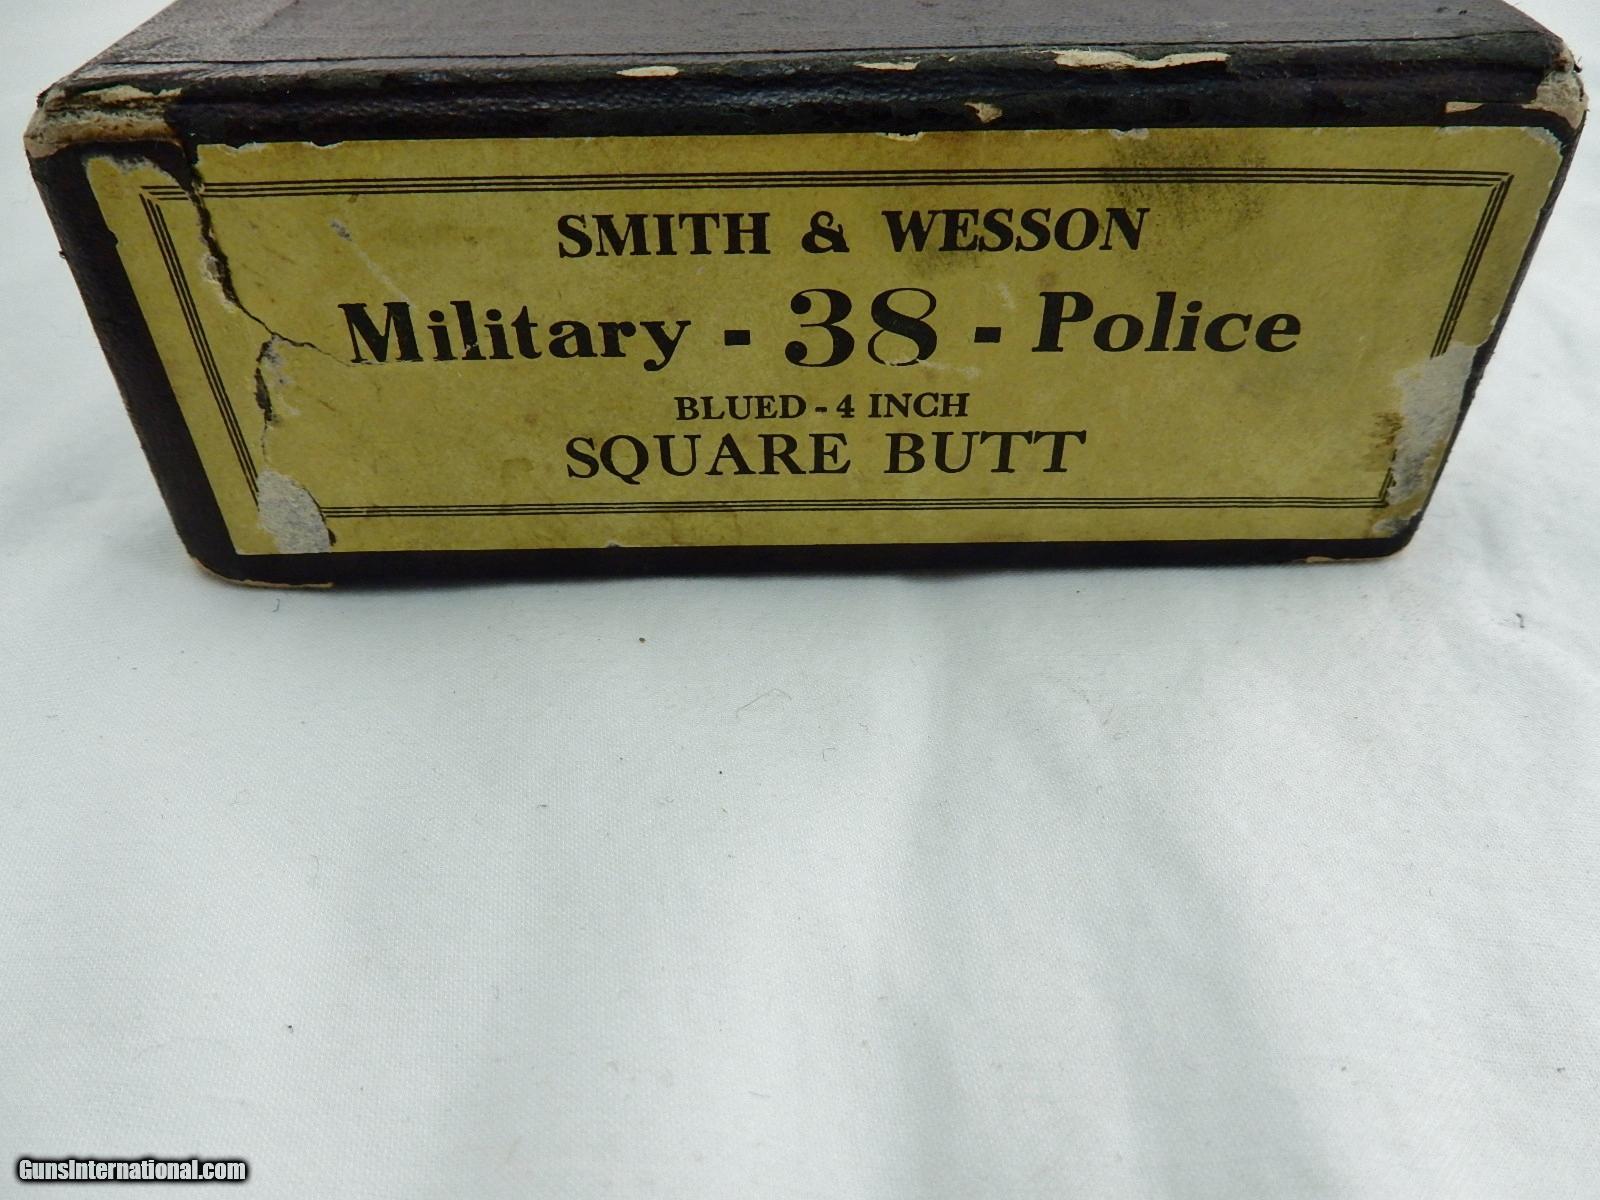 SMITH & WESSON
Military - 38 - Police
BLUED - 4 INCH
SQUARE BUTT
GunsInternational.com